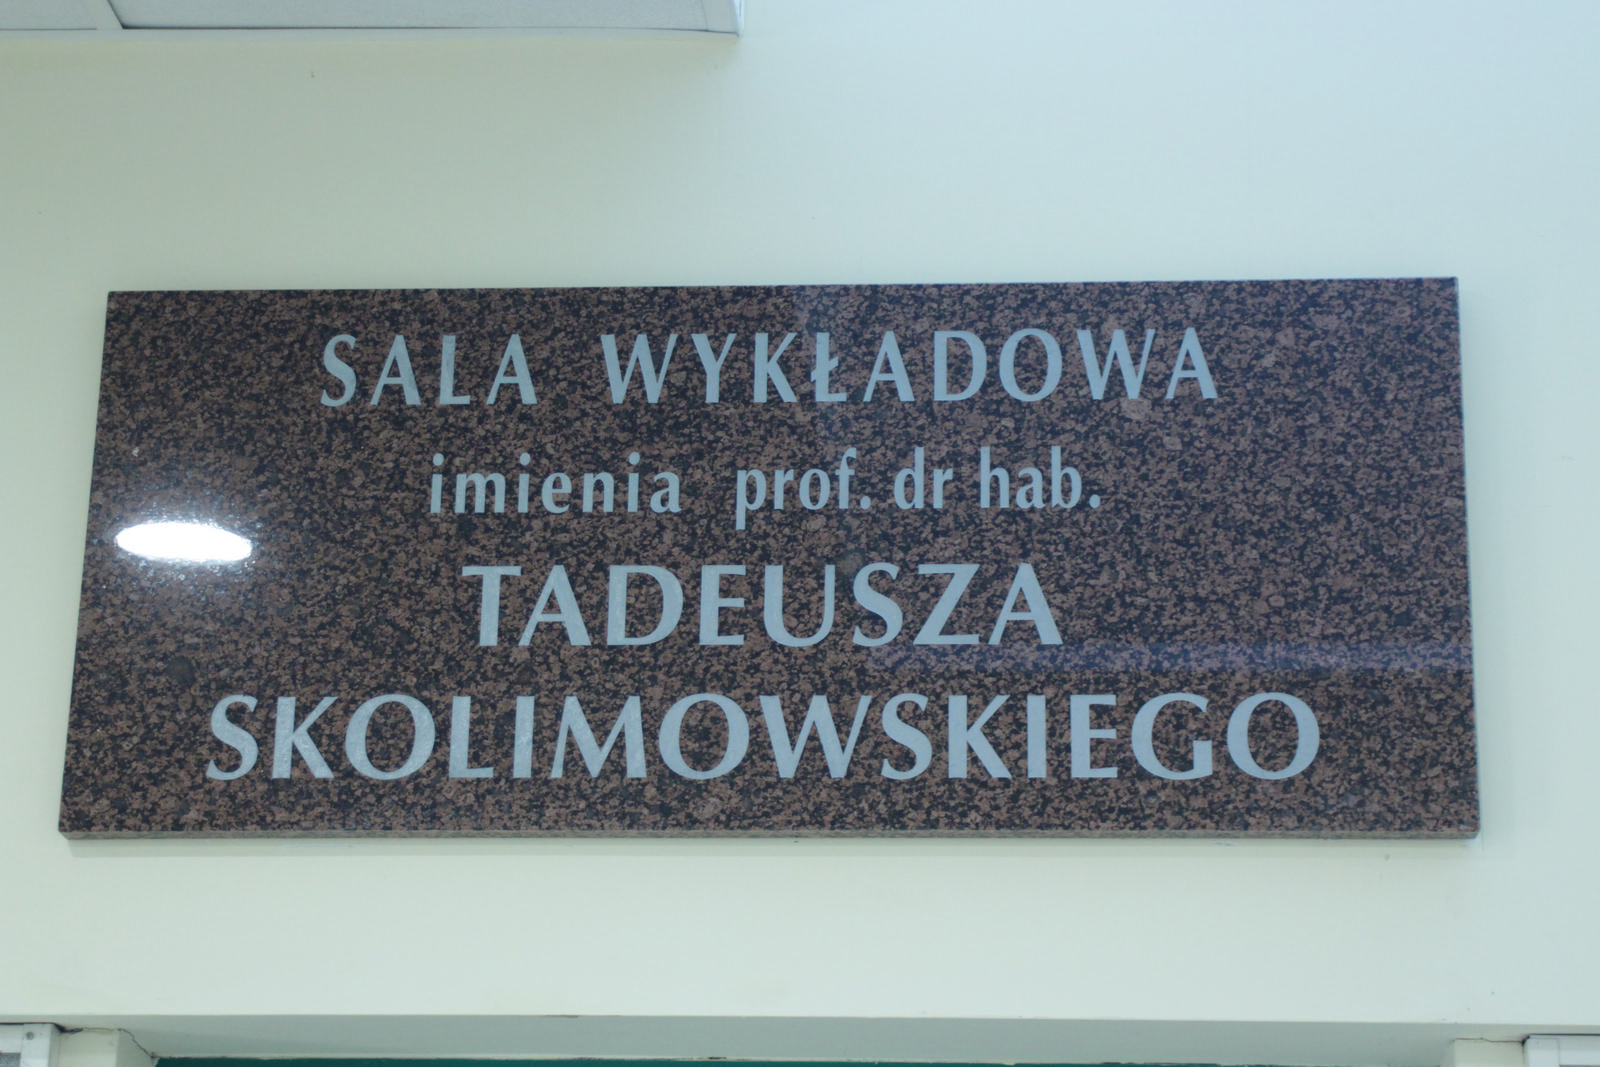 SALA WYKŁADOWA
imienia prof. dr hab.
TADEUSZA
SKOLIMOWSKIEGO